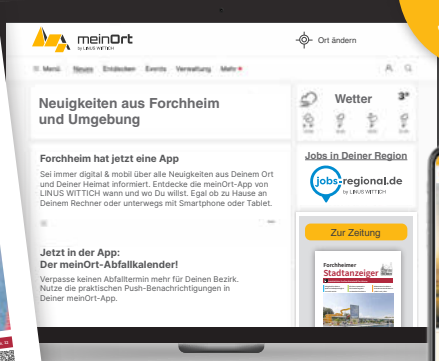 meinOrt
by LINUS WITTICH
Ort ändern
Menü Neues Entdecken Events Verwaltung Mehr
Neuigkeiten aus Forchheim
und Umgebung
Wetter 3°
Forchheim hat jetzt eine App
Sei immer digital & mobil über alle Neuigkeiten aus Deinem Ort
und Deiner Heimat informiert. Entdecke die meinOrt-App von
LINUS WITTICH wann und wo Du willst. Egal ob zu Hause an
Deinem Rechner oder unterwegs mit Smartphone oder Tablet.
Jobs in Deiner Region
jobs-regional.de
by LINUS WITTICH
Jetzt in der App:
Der meinOrt-Abfallkalender!
Verpasse keinen Abfalltermin mehr für Deinen Bezirk.
Nutze die praktischen Push-Benachrichtigungen in
Deiner meinOrt-App.
Zur Zeitung
Forchheimer
Stadtanzeiger